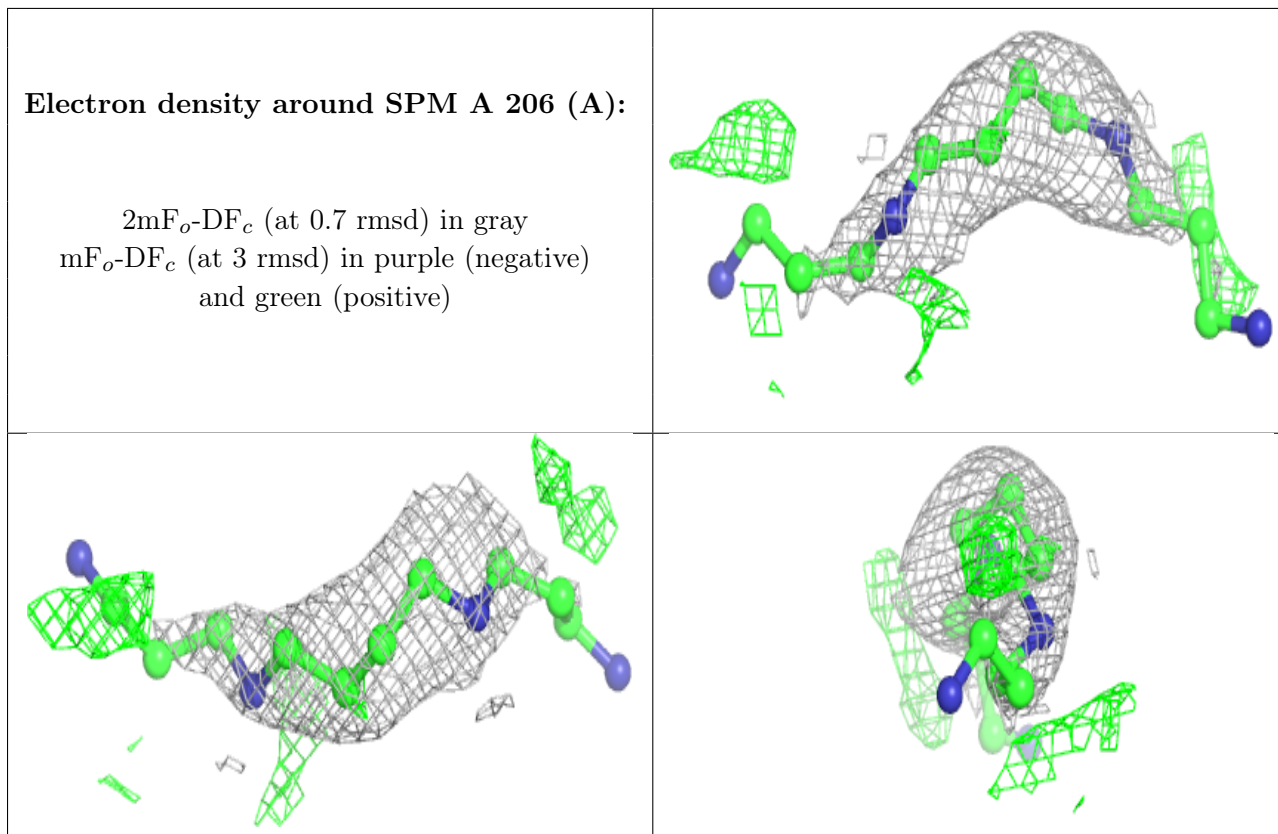 Electron density around SPM A 206 (A):
2mFₒ-DF𝒸 (at 0.7 rmsd) in gray
mFₒ-DF𝒸 (at 3 rmsd) in purple (negative)
and green (positive)